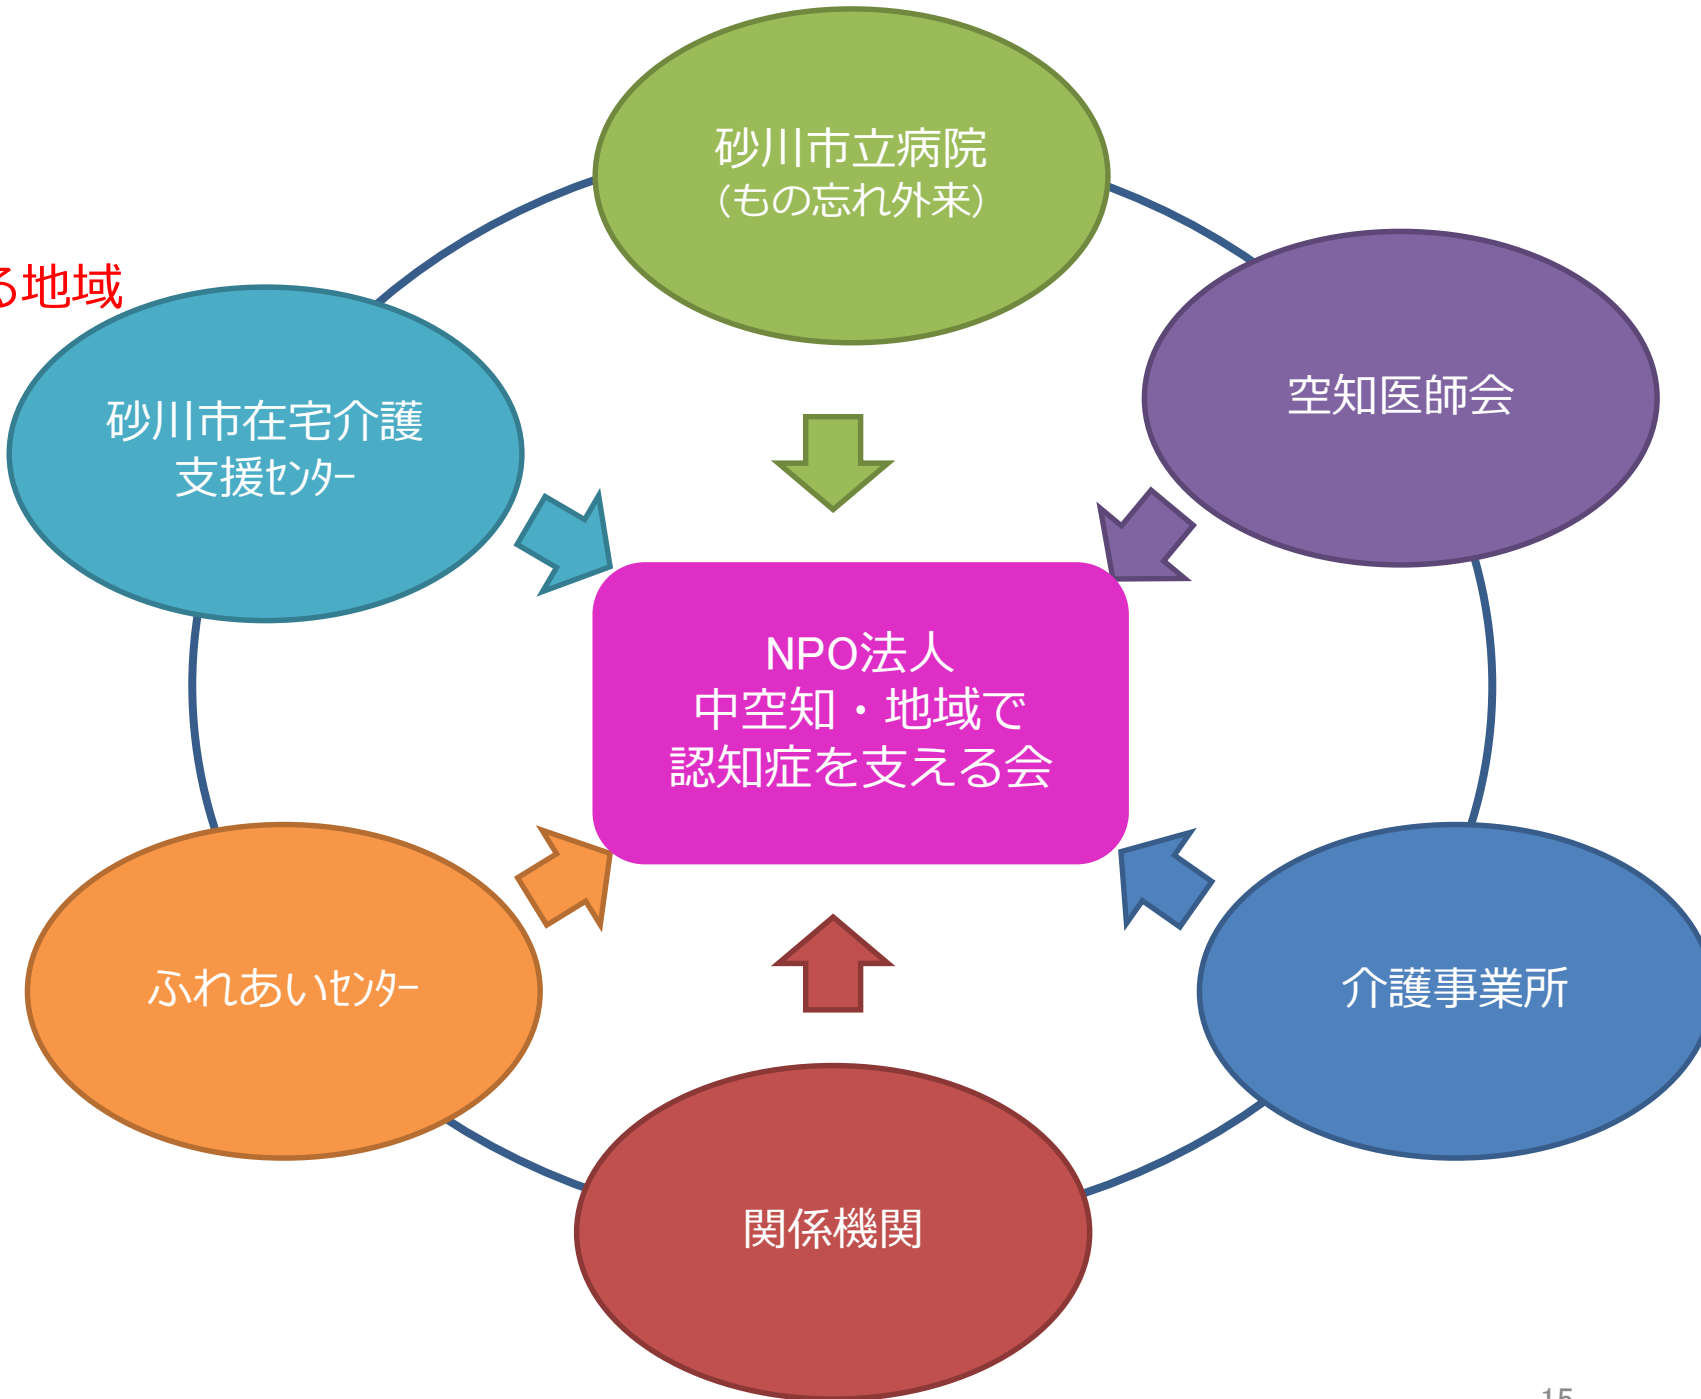 砂川市立病院
（もの忘れ外来）
る地域
空知医師会
砂川市在宅介護
支援ｾﾝﾀｰ
NPO法人
中空知・地域で
認知症を支える会
ふれあいｾﾝﾀｰ
介護事業所
関係機関
15